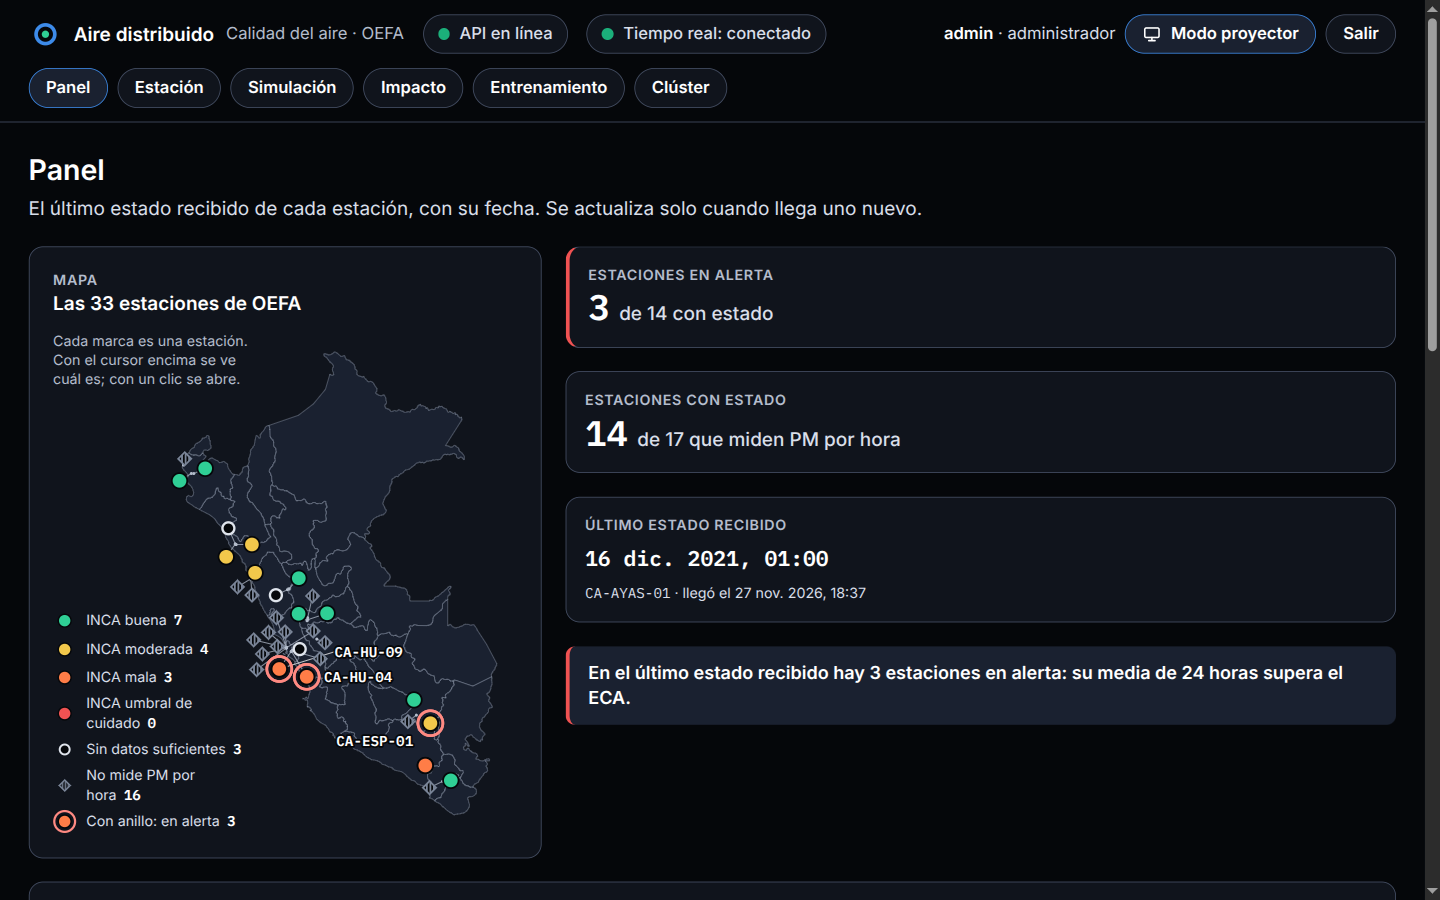 Aire distribuido Calidad del aire · OEFA API en línea Tiempo real: conectado admin · administrador Modo proyector Salir
Panel Estación Simulación Impacto Entrenamiento Clúster
Panel
El último estado recibido de cada estación, con su fecha. Se actualiza solo cuando llega uno nuevo.
MAPA
Las 33 estaciones de OEFA
Cada marca es una estación.
Con el cursor encima se ve
cuál es; con un clic se abre.
CA-HU-09
CA-HU-04
CA-ESP-01
INCA buena 7
INCA moderada 4
INCA mala 3
INCA umbral de
cuidado 0
Sin datos suficientes 3
No mide PM por
hora 16
Con anillo: en alerta 3
ESTACIONES EN ALERTA
3 de 14 con estado
ESTACIONES CON ESTADO
14 de 17 que miden PM por hora
ÚLTIMO ESTADO RECIBIDO
16 dic. 2021, 01:00
CA-AYAS-01 · llegó el 27 nov. 2026, 18:37
En el último estado recibido hay 3 estaciones en alerta: su media de 24 horas supera el
ECA.